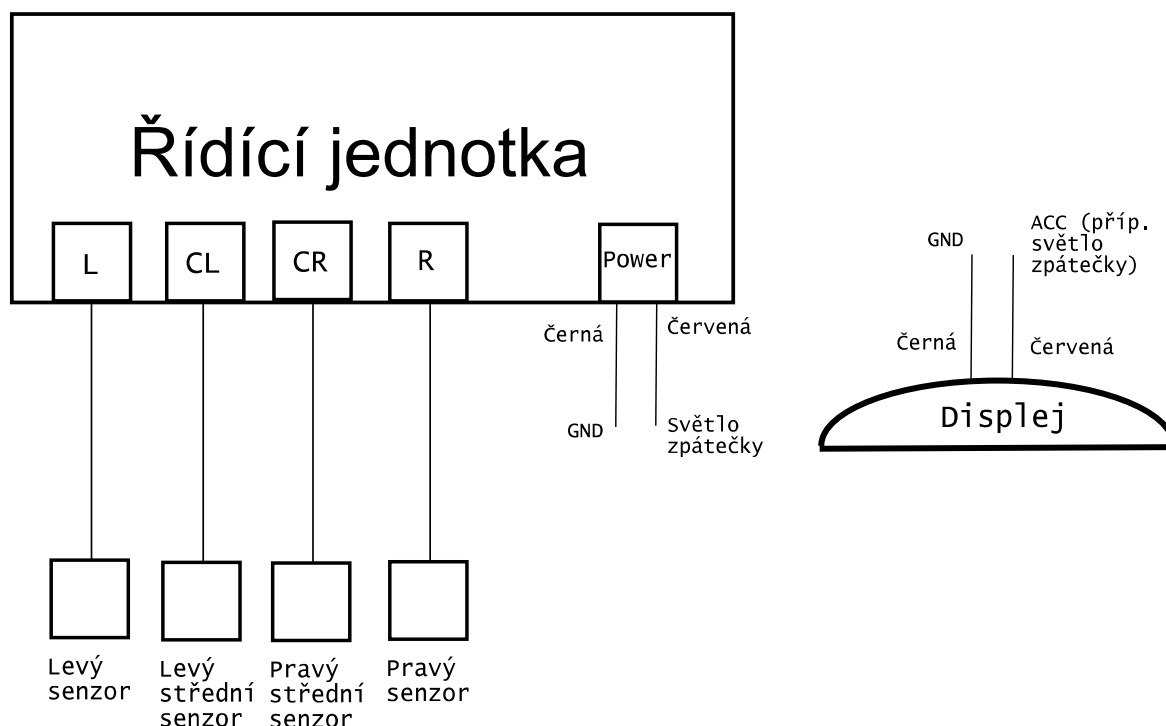 Řídící jednotka
L
CL
CR
R
Power
Černá
Červená
GND
Světlo
zpátečky
GND
ACC (příp.
světlo
zpátečky)
Černá
Červená
Displej
Levý
senzor
Levý
střední
senzor
Pravý
střední
senzor
Pravý
senzor